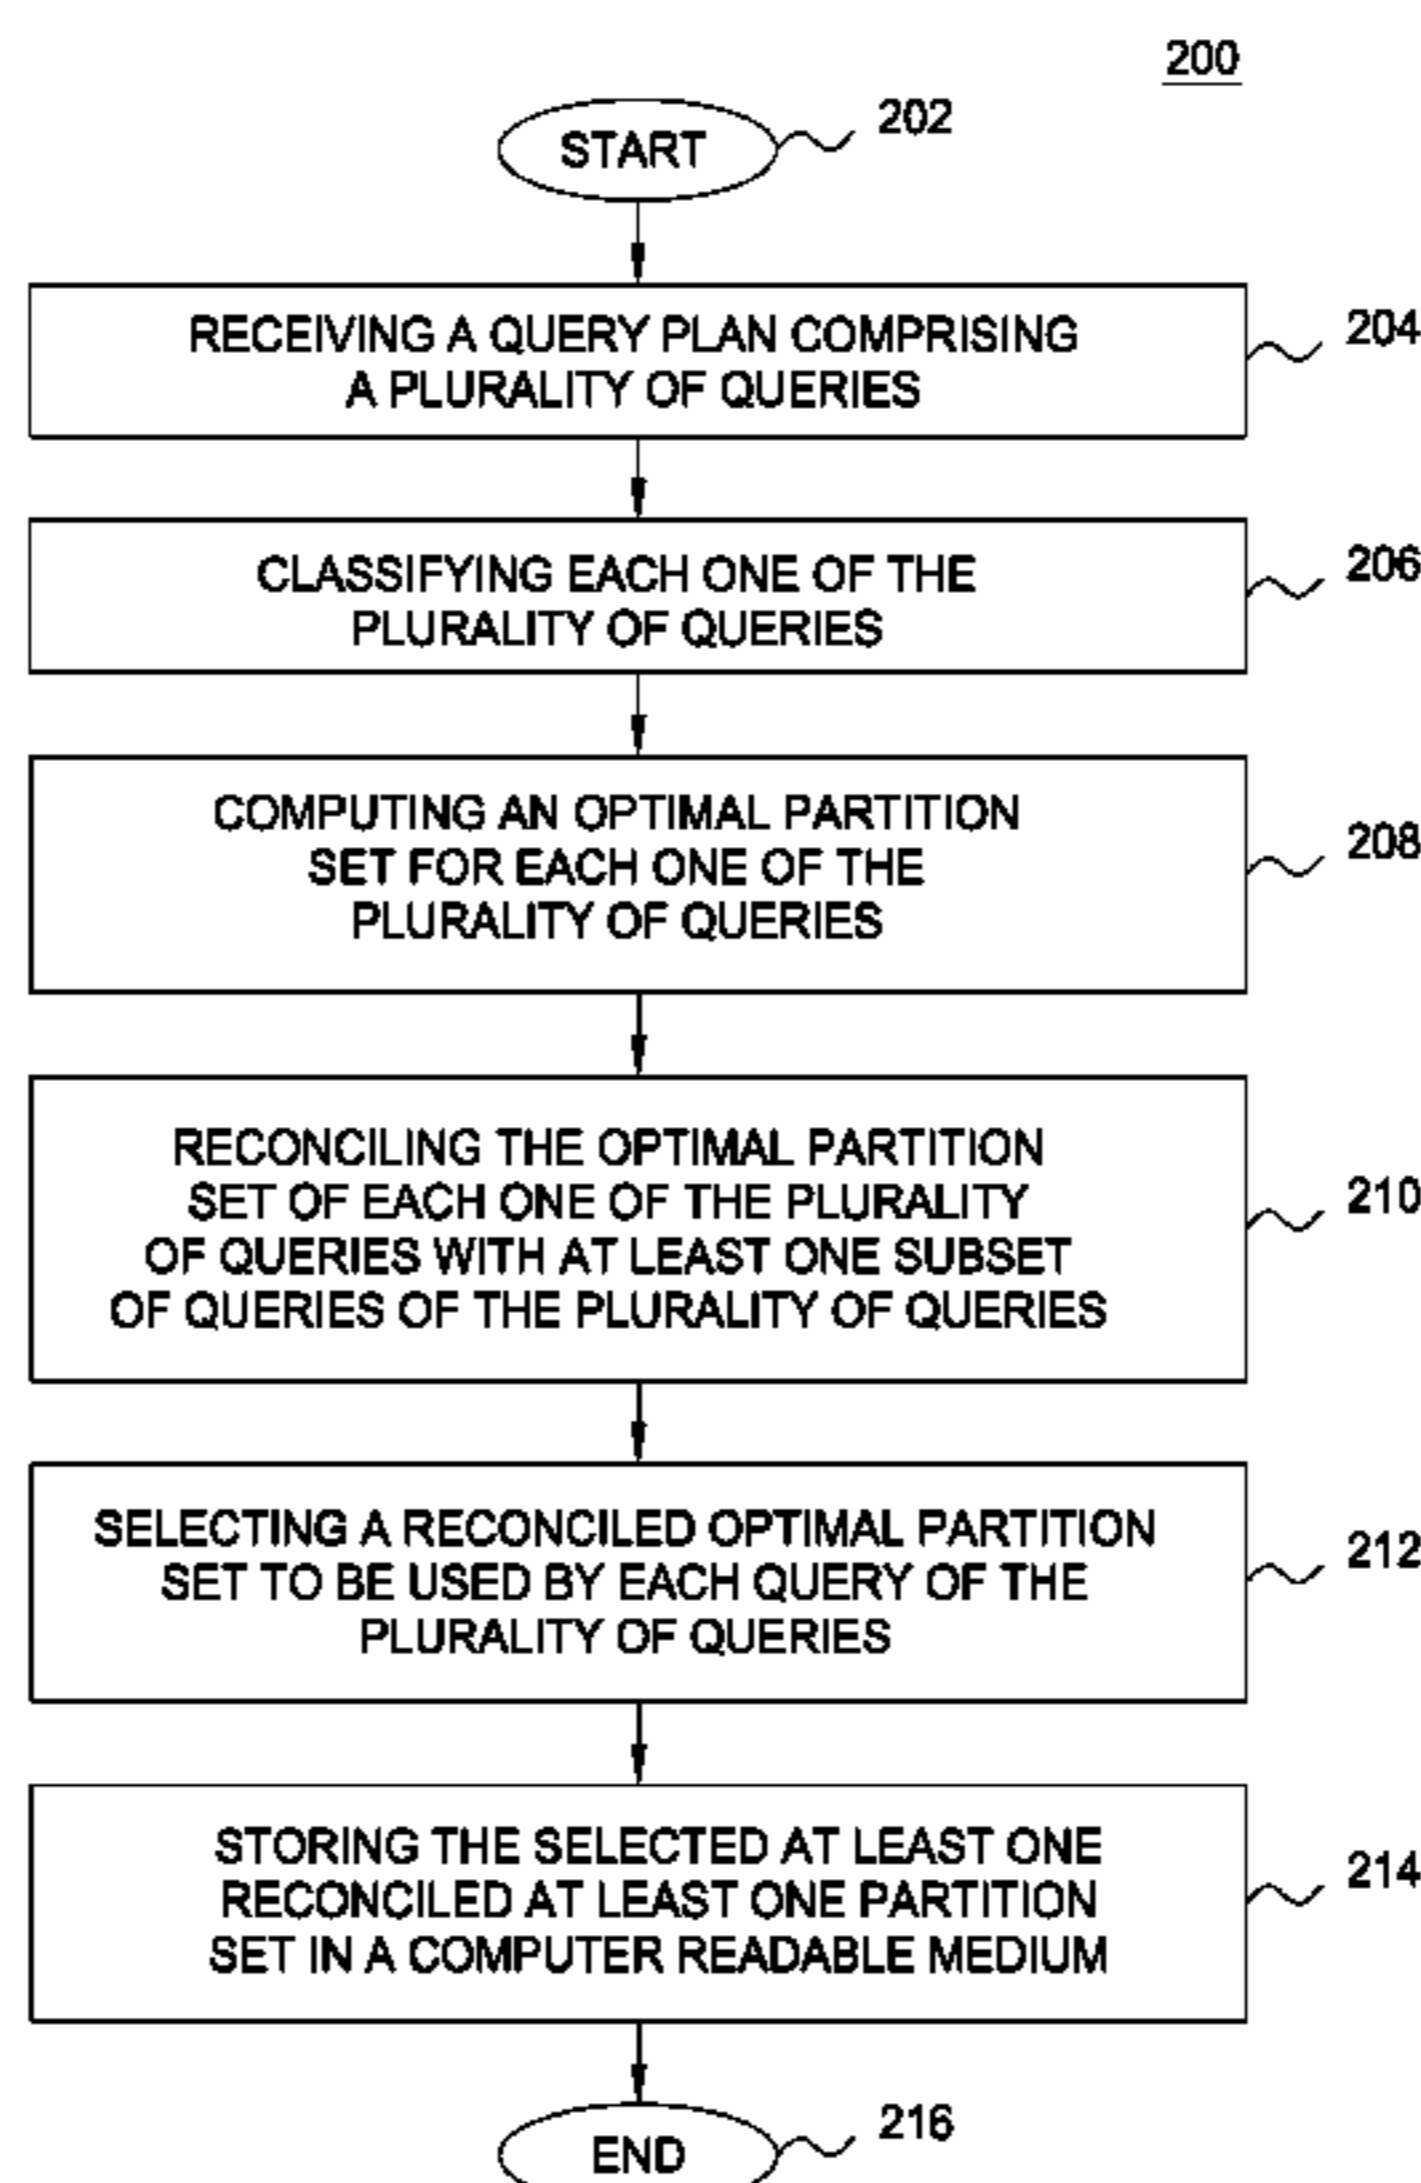 200
START
202
RECEIVING A QUERY PLAN COMPRISING
A PLURALITY OF QUERIES
204
CLASSIFYING EACH ONE OF THE
PLURALITY OF QUERIES
206
COMPUTING AN OPTIMAL PARTITION
SET FOR EACH ONE OF THE
PLURALITY OF QUERIES
208
RECONCILING THE OPTIMAL PARTITION
SET OF EACH ONE OF THE PLURALITY
OF QUERIES WITH AT LEAST ONE SUBSET
OF QUERIES OF THE PLURALITY OF QUERIES
210
SELECTING A RECONCILED OPTIMAL PARTITION
SET TO BE USED BY EACH QUERY OF THE
PLURALITY OF QUERIES
212
STORING THE SELECTED AT LEAST ONE
RECONCILED AT LEAST ONE PARTITION
SET IN A COMPUTER READABLE MEDIUM
214
END
216